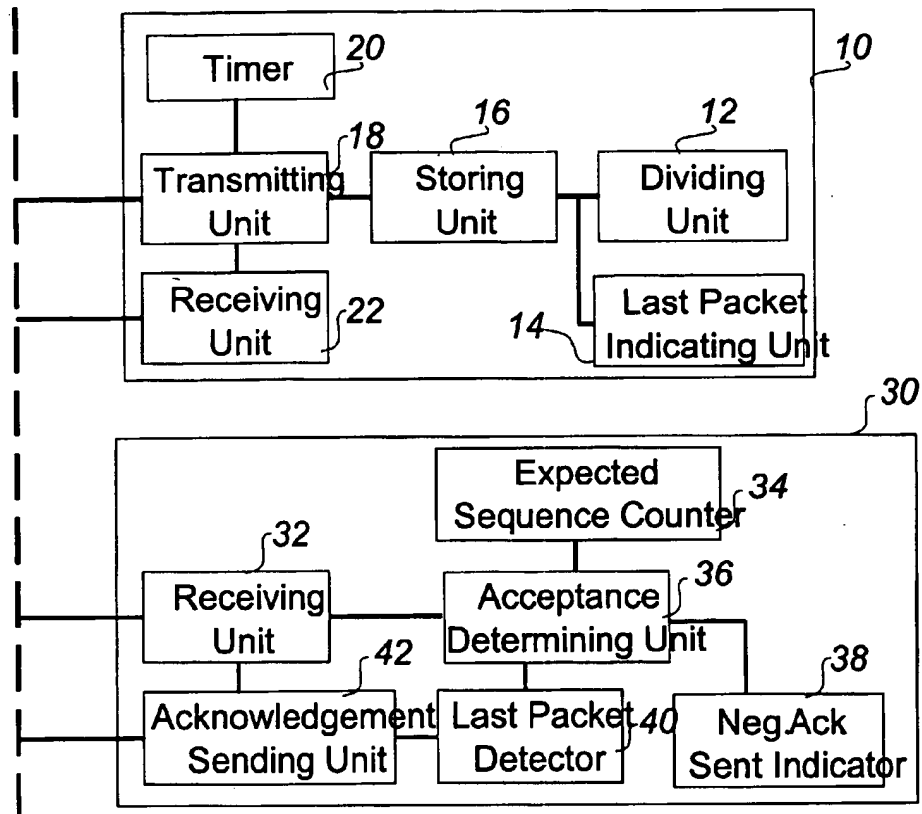 Timer
20
10
Transmitting
Unit
18
16
Storing
Unit
12
Dividing
Unit
Receiving
Unit
22
14
Last Packet
Indicating Unit
30
Expected
Sequence Counter
34
32
Receiving
Unit
Acceptance
Determining Unit
36
42
Acknowledgement
Sending Unit
Last Packet
Detector
40
38
Neg.Ack
Sent Indicator